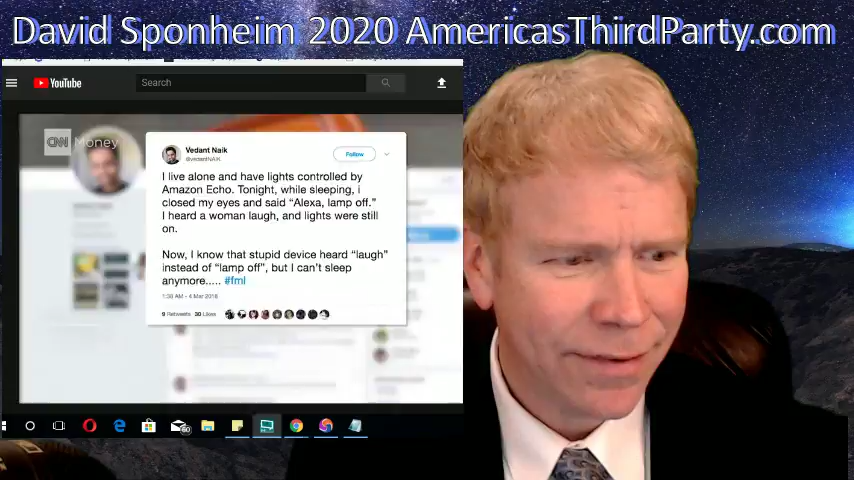 David Sponheim 2020 AmericasThirdParty.com
YouTube
Search
CNN Money
Vedant Naik
@vedantNAIK
Follow
I live alone and have lights controlled by
Amazon Echo. Tonight, while sleeping, i
closed my eyes and said “Alexa, lamp off.”
I heard a woman laugh, and lights were still
on.
Now, I know that stupid device heard “laugh”
instead of “lamp off”, but I can’t sleep
anymore..... #fml
1:38 AM - 4 Mar 2018
9 Retweets 30 Likes
60